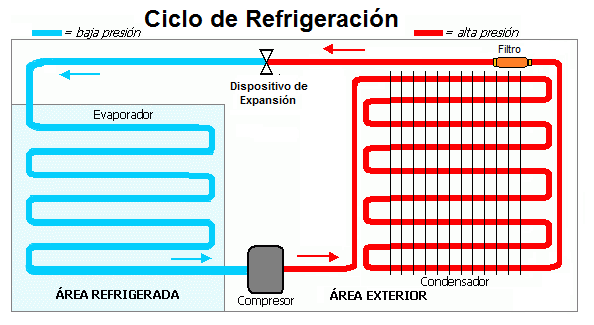 Ciclo de Refrigeración
= baja presión
= alta presión
Filtro
Dispositivo de
Expansión
Evaporador
Condensador
Compresor
ÁREA REFRIGERADA
ÁREA EXTERIOR